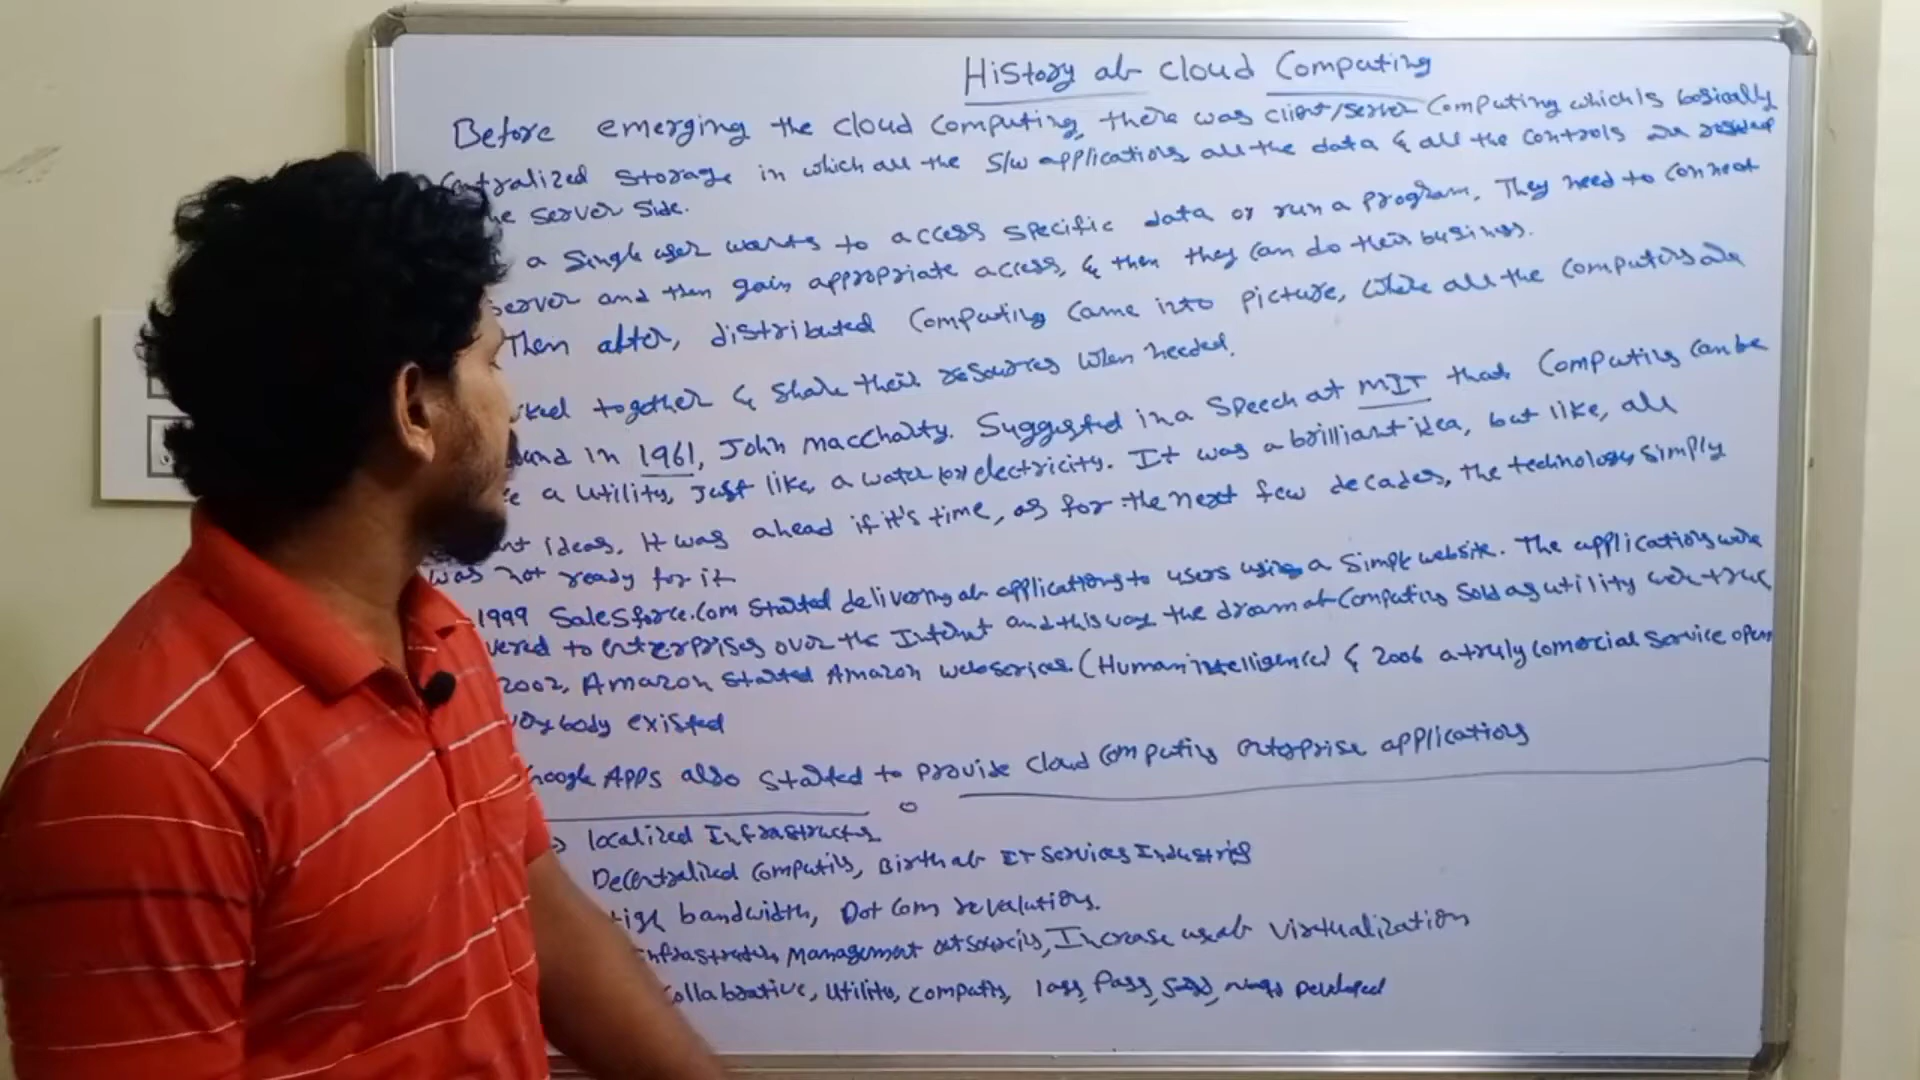 History of Cloud Computing
Before emerging the cloud computing, there was client/server computing which is basically
centralized storage in which all the s/w applications all the data & all the controls are
the server side.
a single user wants to access specific data or run a program. They need to connect
server and then gain appropriate access, & then they can do their business.
Then after, distributed computing came into picture, where all the computers are
together & share their resources when needed.
in 1961, John MacCharty. Suggested in a speech at MIT that computing can be
a utility, just like, a water (or) electricity. It was a brilliant idea, but like, all
ideas, it was ahead if it's time, as for the next few decades, the technology simply
was not ready for it
1999 Salesforce.com started delivering of applications to users using a simple website. The applications were
to enterprises over the Internet and this way the dream of computing sold as utility were true
2002, Amazon started Amazon webservices. (Human intelligence) & 2006 a truly comercial service open
body existed
Google APPS also started to provide cloud computing enterprise applications
→ localized Infrastructure
Decentralized computing, Birth of IT services Industries
High bandwidth, Dot Com
Management outsourcing, Increase use of virtualization
collabrative, utility,